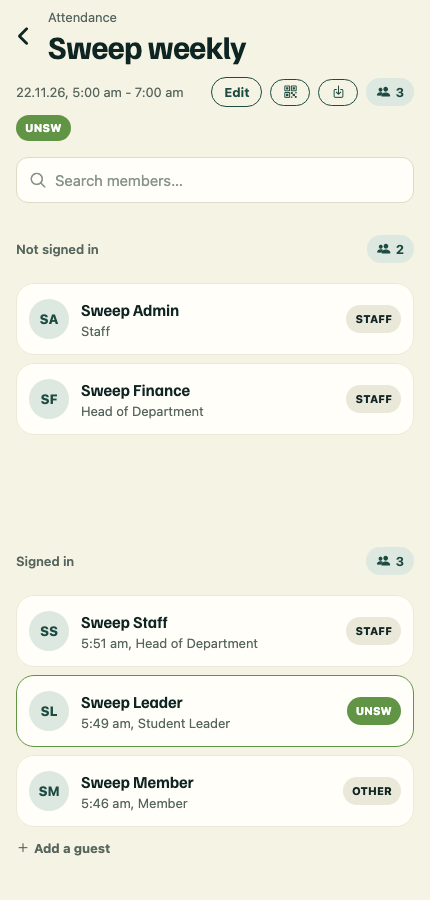 Attendance
Sweep weekly
22.11.26, 5:00 am - 7:00 am
Edit
3
UNSW
Search members...
Not signed in
2
SA
Sweep Admin
Staff
STAFF
SF
Sweep Finance
Head of Department
STAFF
Signed in
3
SS
Sweep Staff
5:51 am, Head of Department
STAFF
SL
Sweep Leader
5:49 am, Student Leader
UNSW
SM
Sweep Member
5:46 am, Member
OTHER
+ Add a guest